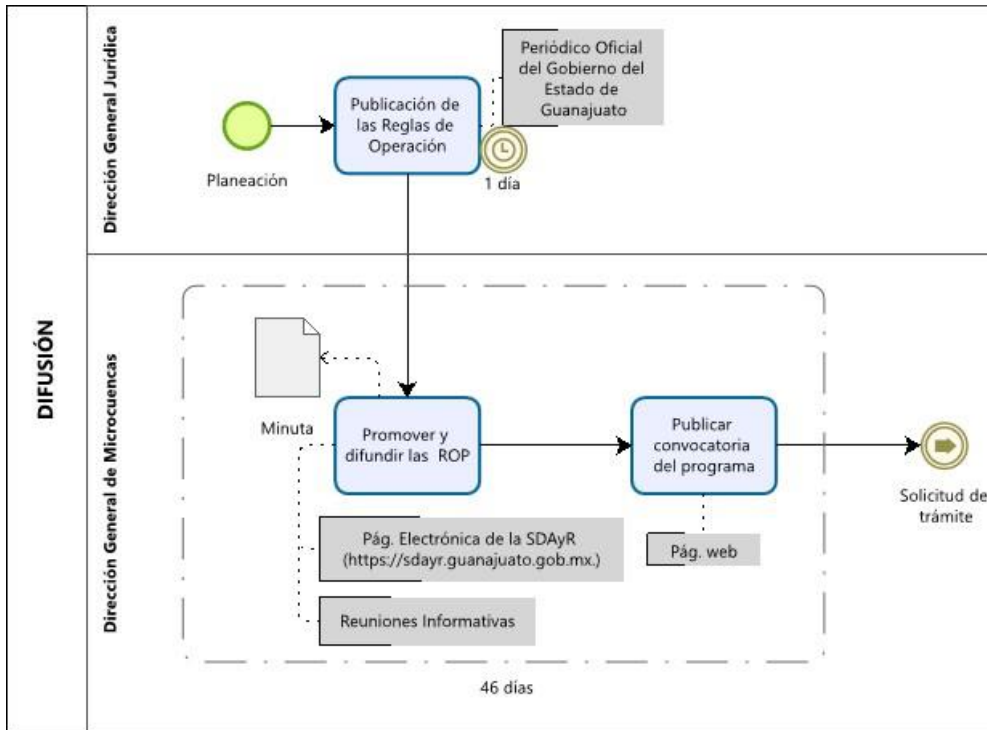 DIFUSIÓN
Dirección General Jurídica
Planeación
Publicación de
las Reglas de
Operación
1 día
Periódico Oficial
del Gobierno del
Estado de
Guanajuato
Dirección General de Microcuencas
Minuta
Promover y
difundir las ROP
Publicar
convocatoria
del programa
Solicitud de
trámite
Pág. Electrónica de la SDAyR
(https://sdayr.guanajuato.gob.mx.)
Pág. web
Reuniones Informativas
46 días